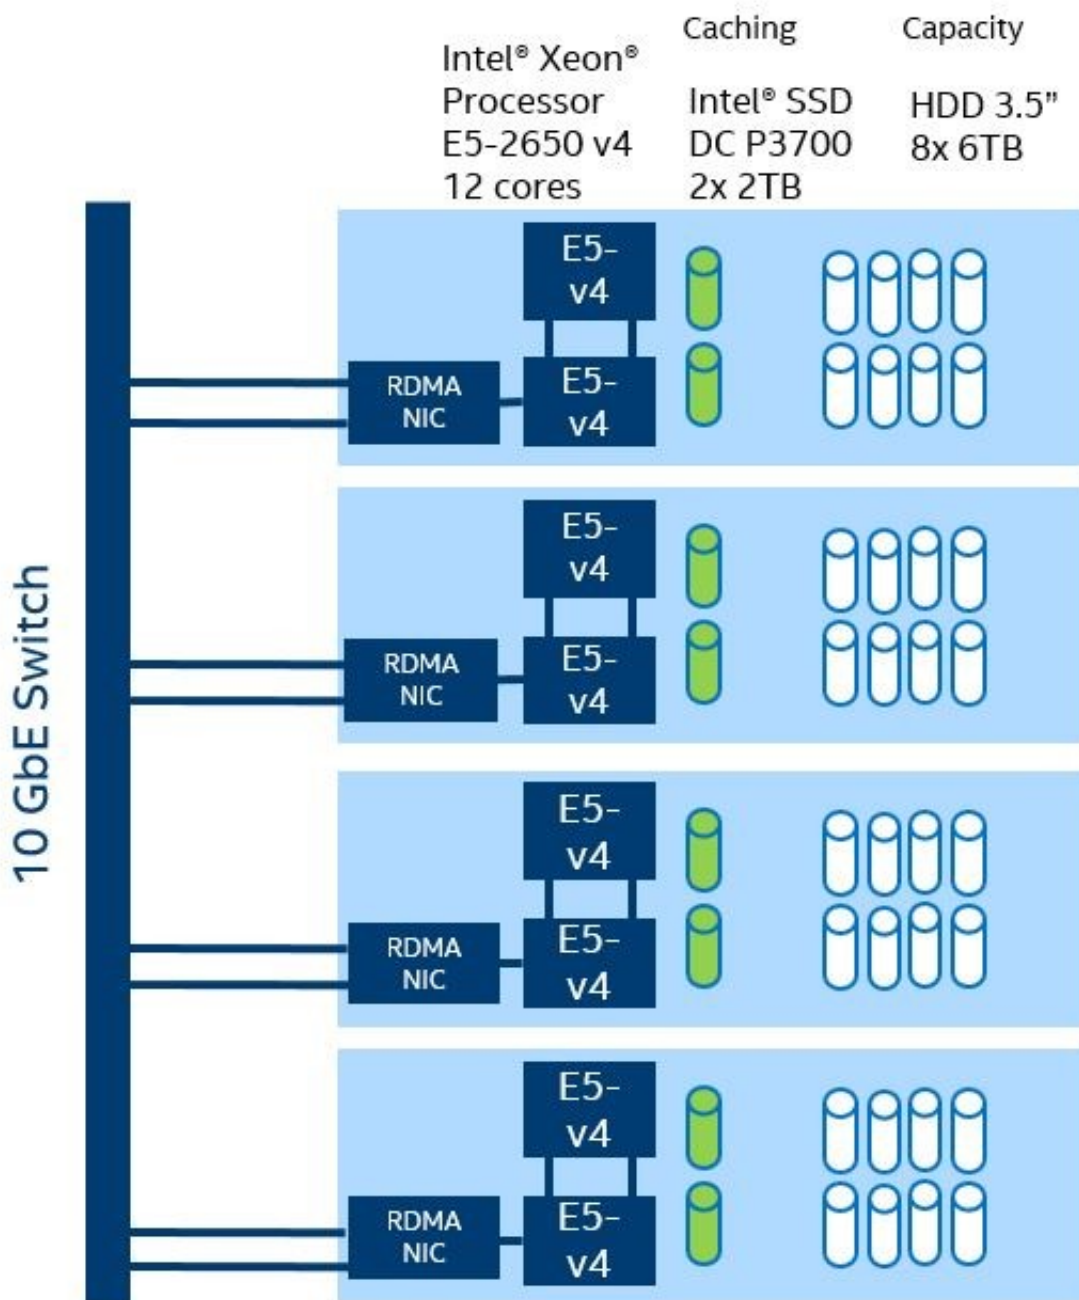 Caching
Capacity
Intel® Xeon®
Processor
E5-2650 v4
12 cores
Intel® SSD
DC P3700
2x 2TB
HDD 3.5”
8x 6TB
10 GbE Switch
E5-
v4
RDMA
NIC
E5-
v4
E5-
v4
RDMA
NIC
E5-
v4
E5-
v4
RDMA
NIC
E5-
v4
E5-
v4
RDMA
NIC
E5-
v4